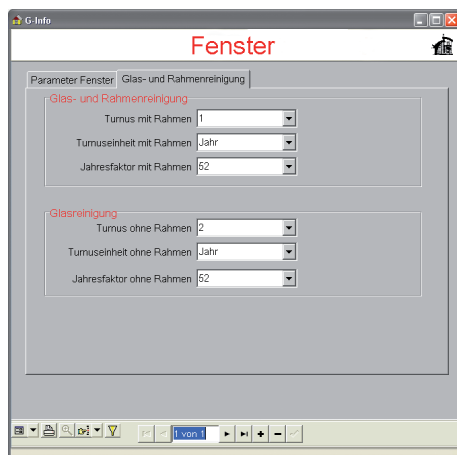 G-Info
Fenster
Parameter Fenster Glas- und Rahmenreinigung
Glas- und Rahmenreinigung
Turnus mit Rahmen 1
Turnuseinheit mit Rahmen Jahr
Jahresfaktor mit Rahmen 52
Glasreinigung
Turnus ohne Rahmen 2
Turnuseinheit ohne Rahmen Jahr
Jahresfaktor ohne Rahmen 52
1 von 1